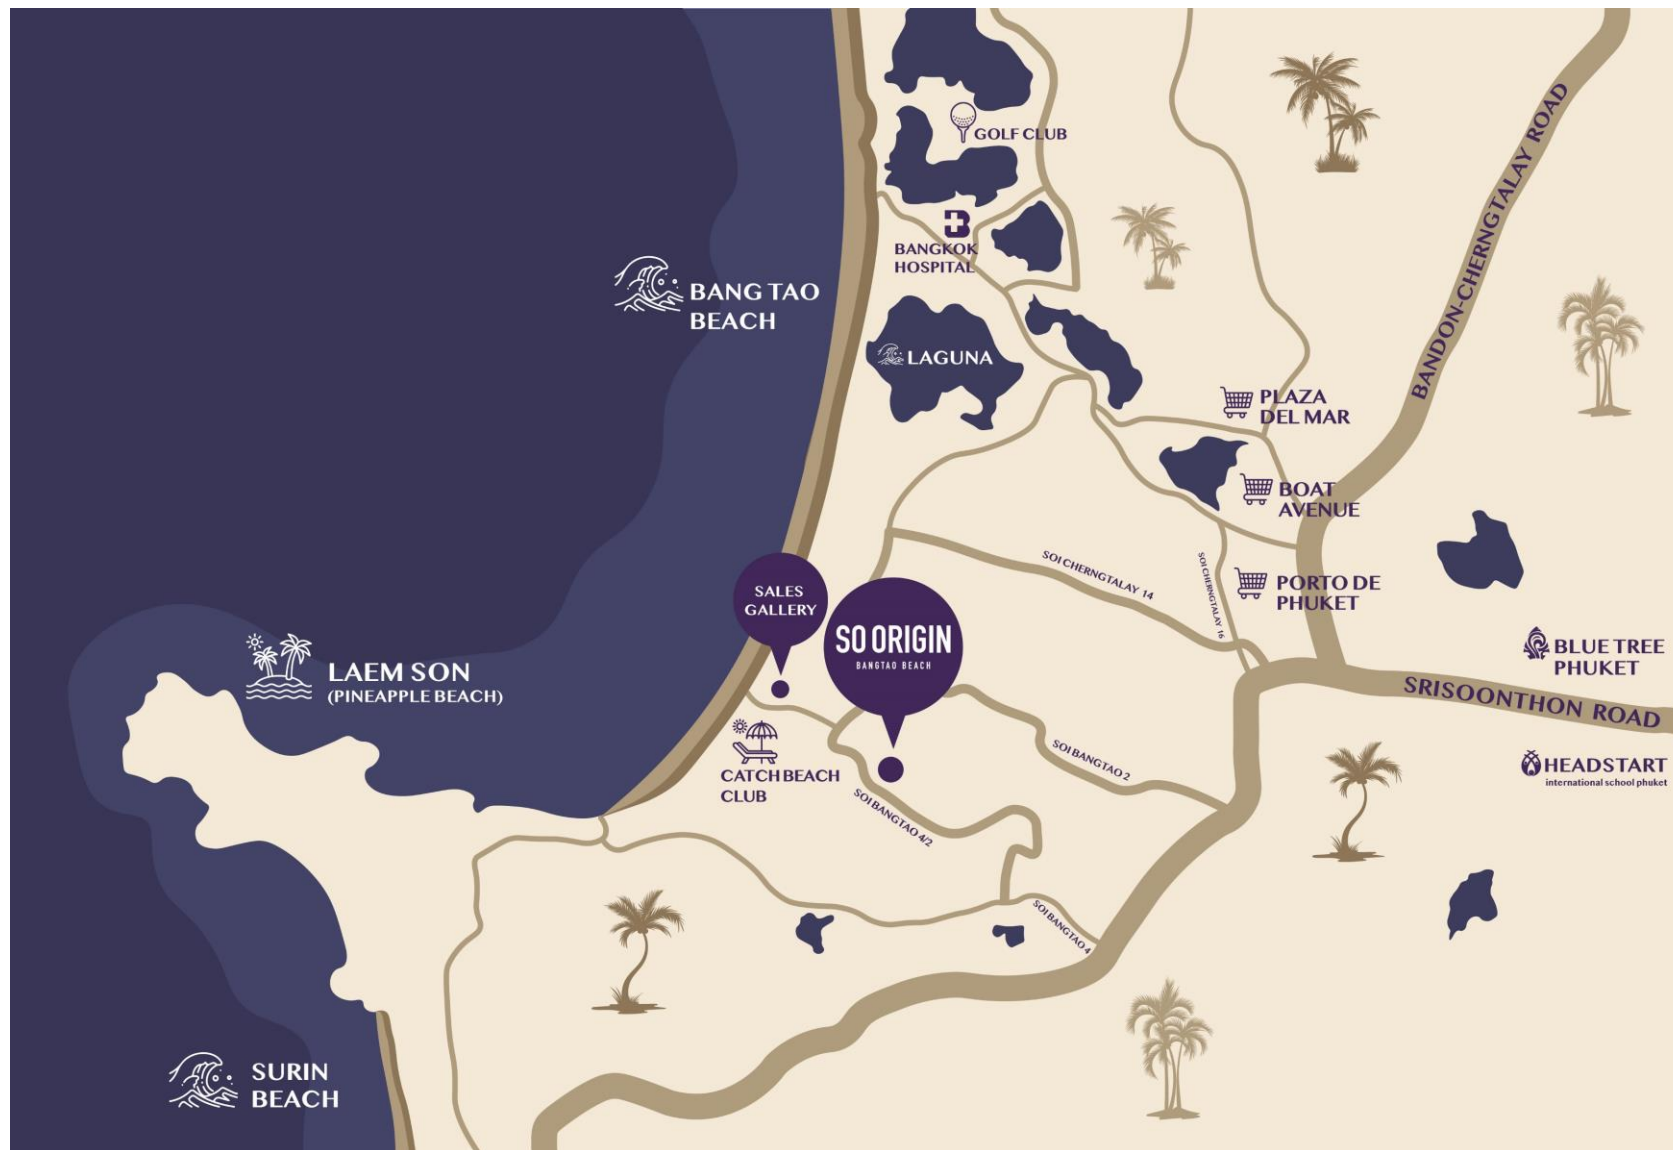 GOLF CLUB
BANGKOK
HOSPITAL
BANG TAO
BEACH
LAGUNA
BANDON-CHERNGTALAY ROAD
PLAZA
DEL MAR
BOAT
AVENUE
SOI CHERNGTALAY 14
SOI CHERNGTALAY 16
PORTO DE
PHUKET
SALES
GALLERY
SO ORIGIN
BANGTAO BEACH
BLUE TREE
PHUKET
LAEM SON
(PINEAPPLE BEACH)
SRISOONTHON ROAD
SOI BANGTAO 2
CATCH BEACH
CLUB
HEADSTART
international school phuket
SOI BANGTAO 4/2
SOI BANGTAO 4
SURIN
BEACH